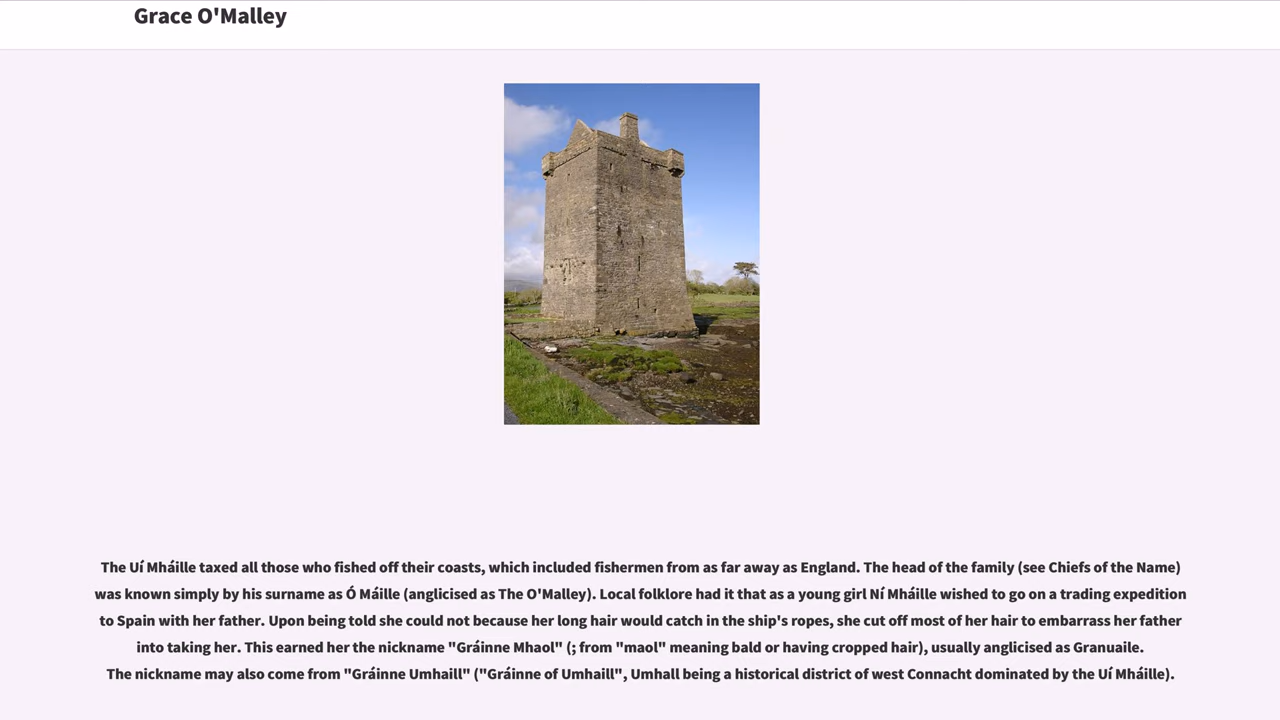 Grace O'Malley
The Uí Mháille taxed all those who fished off their coasts, which included fishermen from as far away as England. The head of the family (see Chiefs of the Name)
was known simply by his surname as Ó Máille (anglicised as The O'Malley). Local folklore had it that as a young girl Ní Mháille wished to go on a trading expedition
to Spain with her father. Upon being told she could not because her long hair would catch in the ship's ropes, she cut off most of her hair to embarrass her father
into taking her. This earned her the nickname "Gráinne Mhaol" (; from "maol" meaning bald or having cropped hair), usually anglicised as Granuaile.
The nickname may also come from "Gráinne Umhaill" ("Gráinne of Umhaill", Umhall being a historical district of west Connacht dominated by the Uí Mháille).